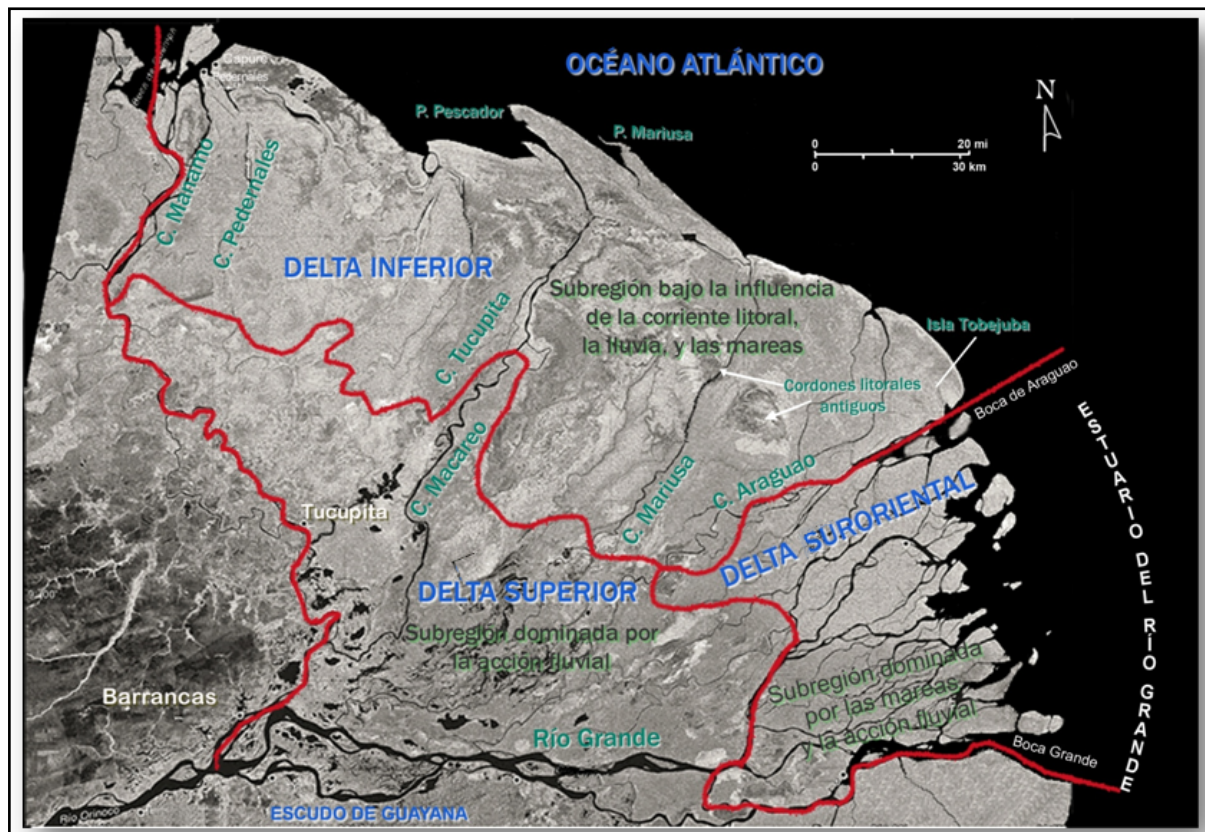 OCÉANO ATLÁNTICO
N
Pedernales
P. Pescador
P. Mariusa
0 20 mi
0 30 km
C. Mánamo
C. Pedernales
DELTA INFERIOR
Subregión bajo la influencia
de la corriente litoral,
la lluvia, y las mareas
C. Tucupita
Isla Tobejuba
Cordones litorales
antiguos
Boca de Araguao
C. Macareo
C. Mariusa
C. Araguao
Tucupita
DELTA SURORIENTAL
ESTUARIO DEL RÍO GRANDE
DELTA SUPERIOR
Subregión dominada por
la acción fluvial
Subregión dominada
por las mareas
y la acción fluvial
Barrancas
Río Grande
Boca Grande
Río Orinoco
ESCUDO DE GUAYANA